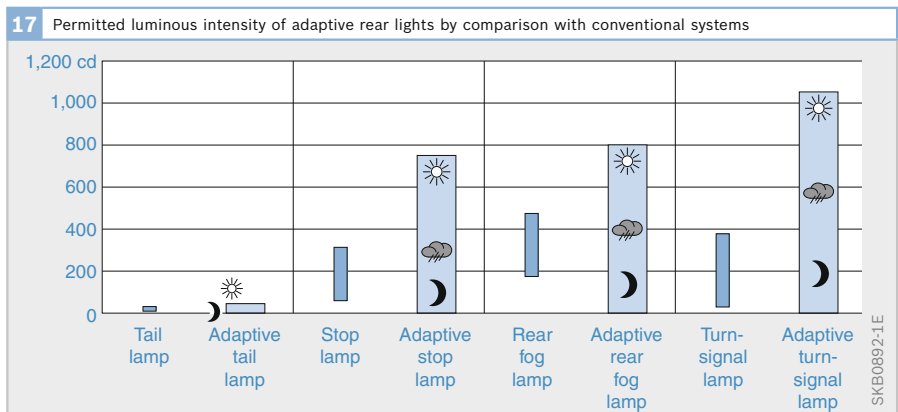 17 Permitted luminous intensity of adaptive rear lights by comparison with conventional systems
1,200 cd
1,000
800
600
400
200
0
Tail
lamp
Adaptive
tail
lamp
Stop
lamp
Adaptive
stop
lamp
Rear
fog
lamp
Adaptive
rear
fog
lamp
Turn-
signal
lamp
Adaptive
turn-
signal
lamp
SKB0892-1E